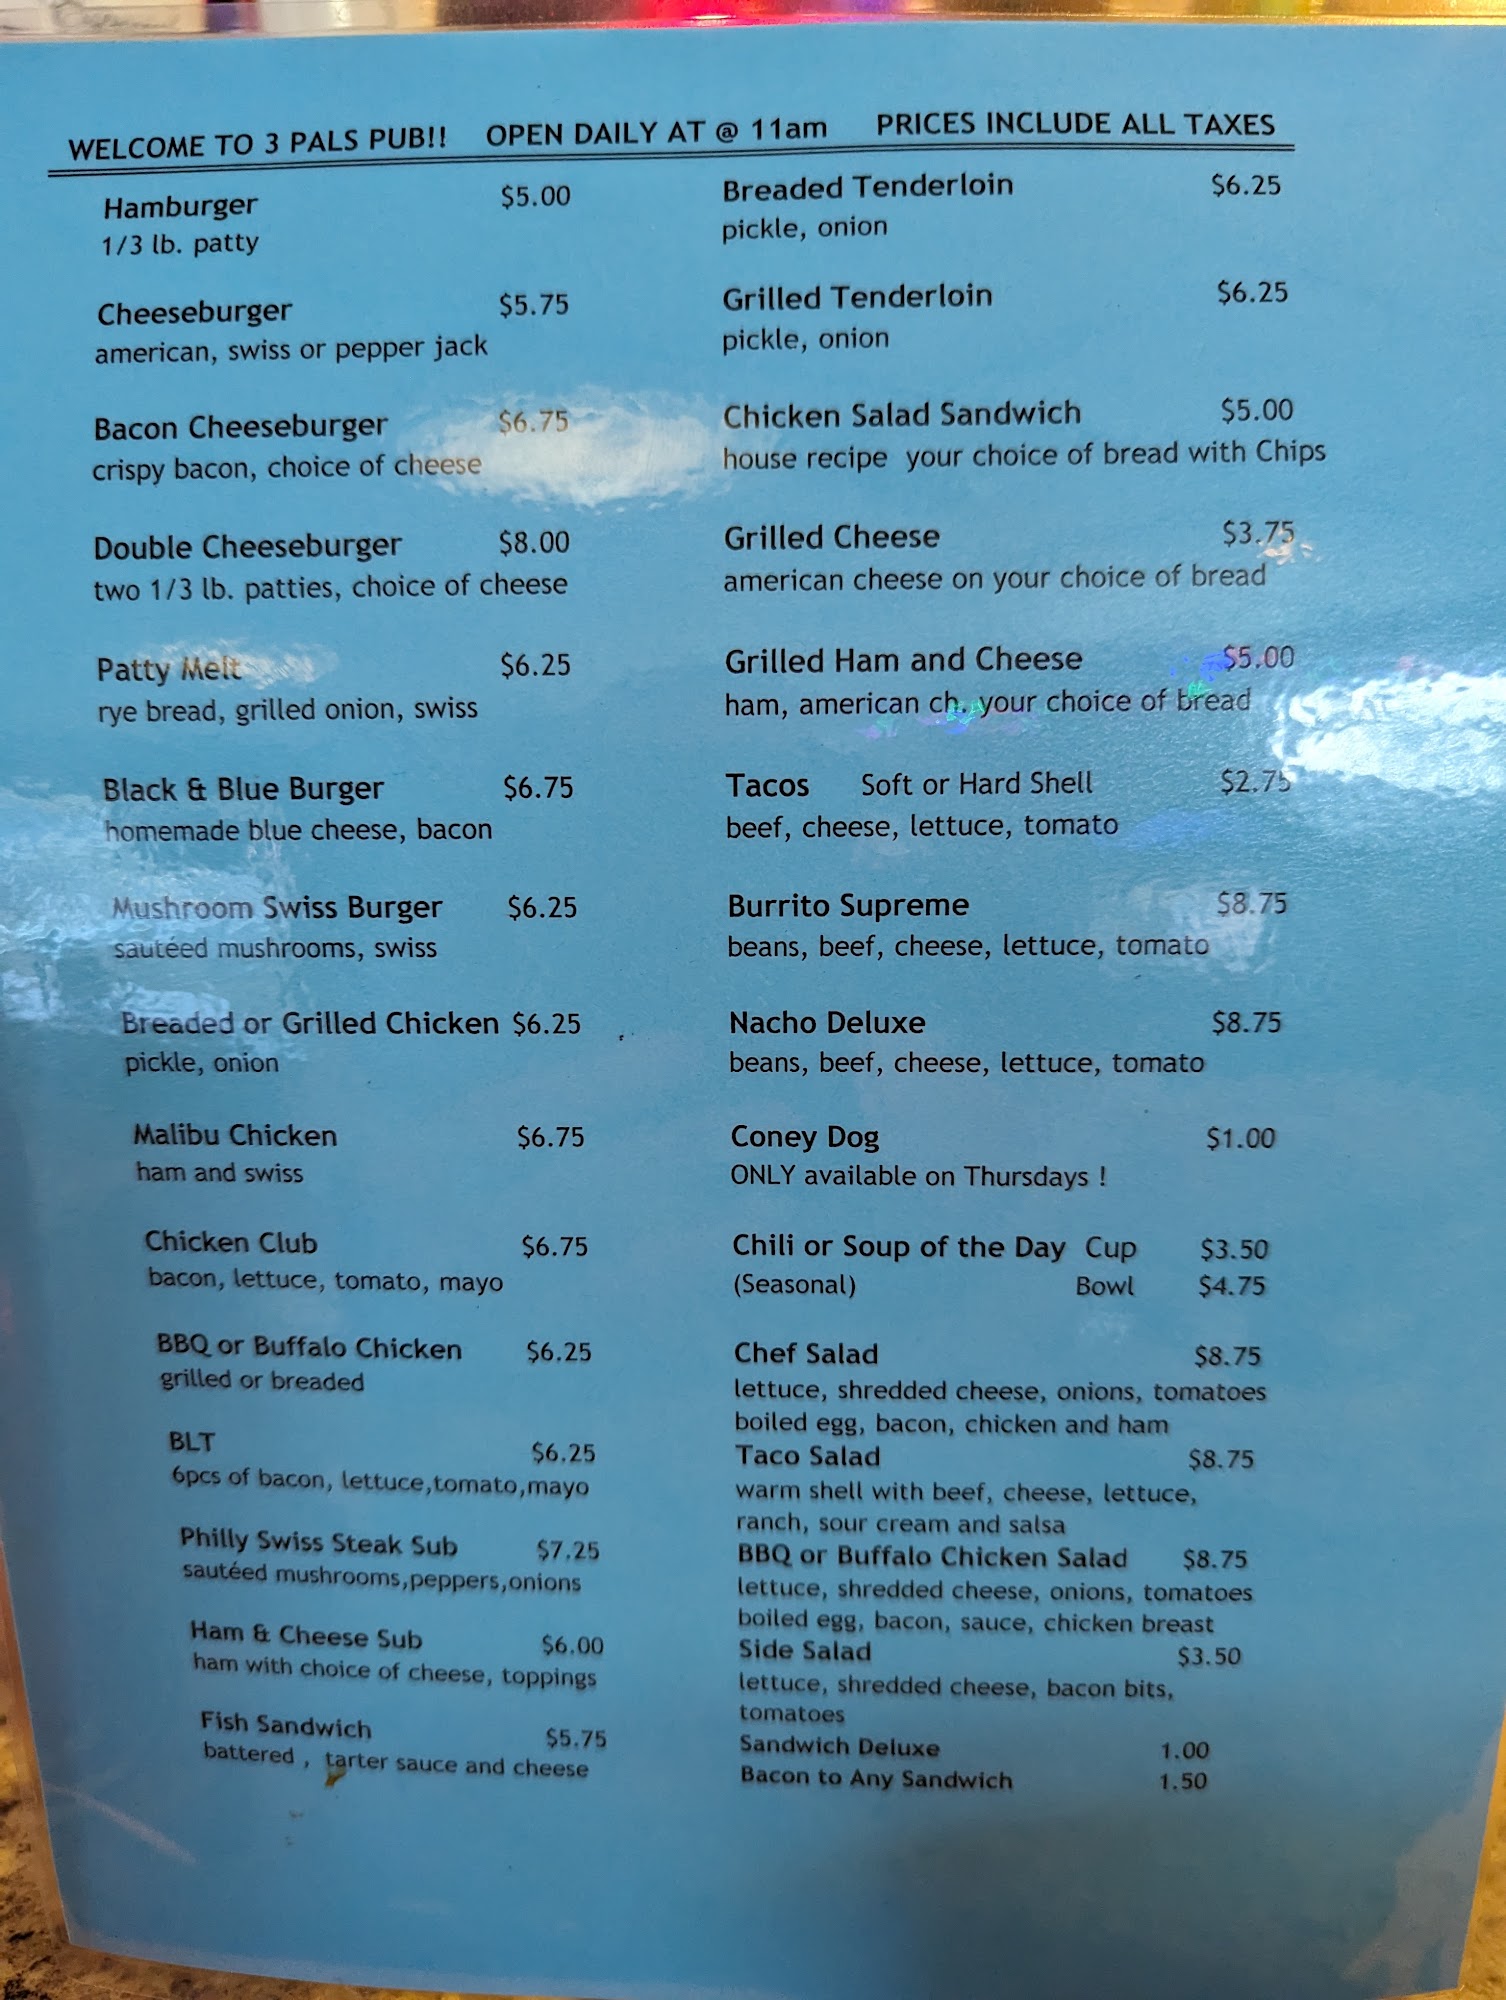 WELCOME TO 3 PALS PUB!! OPEN DAILY AT @ 11am PRICES INCLUDE ALL TAXES
Hamburger $5.00
1/3 lb. patty
Cheeseburger $5.75
american, swiss or pepper jack
Bacon Cheeseburger $6.75
crispy bacon, choice of cheese
Double Cheeseburger $8.00
two 1/3 lb. patties, choice of cheese
Patty Melt $6.25
rye bread, grilled onion, swiss
Black & Blue Burger $6.75
homemade blue cheese, bacon
Mushroom Swiss Burger $6.25
sautéed mushrooms, swiss
Breaded or Grilled Chicken $6.25
pickle, onion
Malibu Chicken $6.75
ham and swiss
Chicken Club $6.75
bacon, lettuce, tomato, mayo
BBQ or Buffalo Chicken $6.25
grilled or breaded
BLT $6.25
6pcs of bacon, lettuce,tomato,mayo
Philly Swiss Steak Sub $7.25
sautéed mushrooms,peppers,onions
Ham & Cheese Sub $6.00
ham with choice of cheese, toppings
Fish Sandwich $5.75
battered , tarter sauce and cheese
Breaded Tenderloin $6.25
pickle, onion
Grilled Tenderloin $6.25
pickle, onion
Chicken Salad Sandwich $5.00
house recipe your choice of bread with Chips
Grilled Cheese $3.75
american cheese on your choice of bread
Grilled Ham and Cheese $5.00
ham, american ch. your choice of bread
Tacos Soft or Hard Shell $2.75
beef, cheese, lettuce, tomato
Burrito Supreme $8.75
beans, beef, cheese, lettuce, tomato
Nacho Deluxe $8.75
beans, beef, cheese, lettuce, tomato
Coney Dog $1.00
ONLY available on Thursdays !
Chili or Soup of the Day Cup $3.50
(Seasonal) Bowl $4.75
Chef Salad $8.75
lettuce, shredded cheese, onions, tomatoes
boiled egg, bacon, chicken and ham
Taco Salad $8.75
warm shell with beef, cheese, lettuce,
ranch, sour cream and salsa
BBQ or Buffalo Chicken Salad $8.75
lettuce, shredded cheese, onions, tomatoes
boiled egg, bacon, sauce, chicken breast
Side Salad $3.50
lettuce, shredded cheese, bacon bits,
tomatoes
Sandwich Deluxe 1.00
Bacon to Any Sandwich 1.50